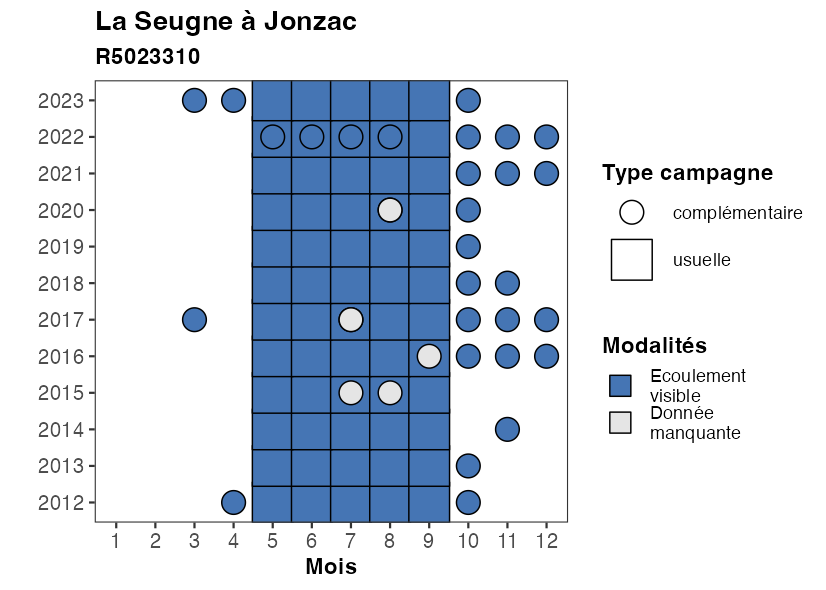 La Seugne à Jonzac
R5023310
2023
2022
2021
2020
2019
2018
2017
2016
2015
2014
2013
2012
1 2 3 4 5 6 7 8 9 10 11 12
Mois
Type campagne
complémentaire
usuelle
Modalités
Ecoulement
visible
Donnée
manquante